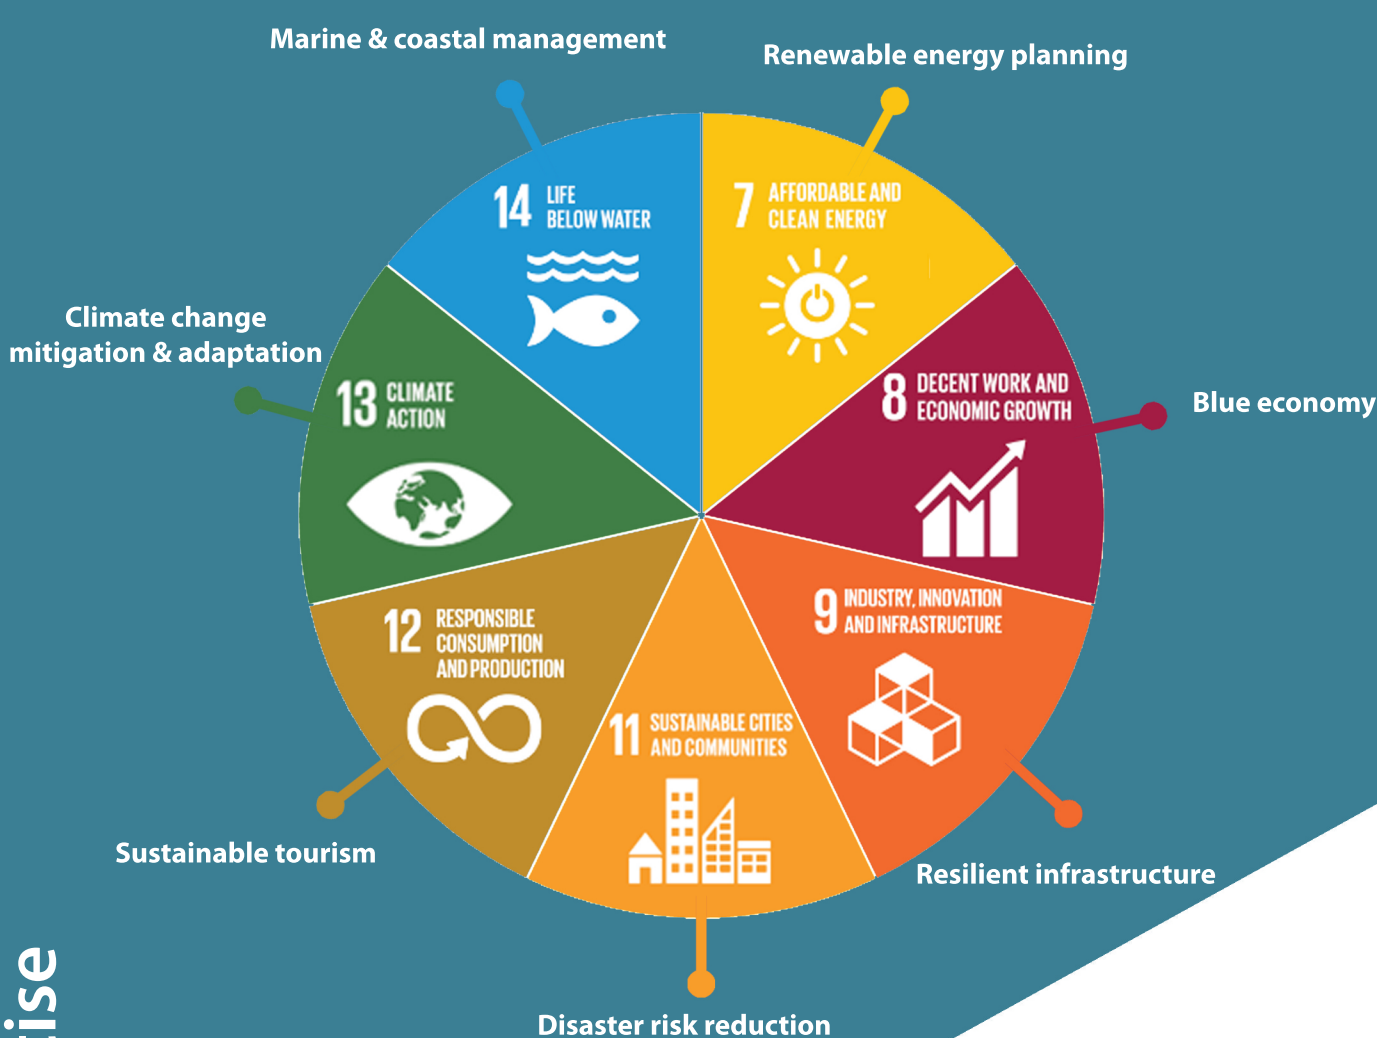 Marine & coastal management
Renewable energy planning
14 LIFE
BELOW WATER
7 AFFORDABLE AND
CLEAN ENERGY
Climate change
mitigation & adaptation
13 CLIMATE
ACTION
8 DECENT WORK AND
ECONOMIC GROWTH
Blue economy
12 RESPONSIBLE
CONSUMPTION
AND PRODUCTION
9 INDUSTRY, INNOVATION
AND INFRASTRUCTURE
11 SUSTAINABLE CITIES
AND COMMUNITIES
Sustainable tourism
Resilient infrastructure
Disaster risk reduction